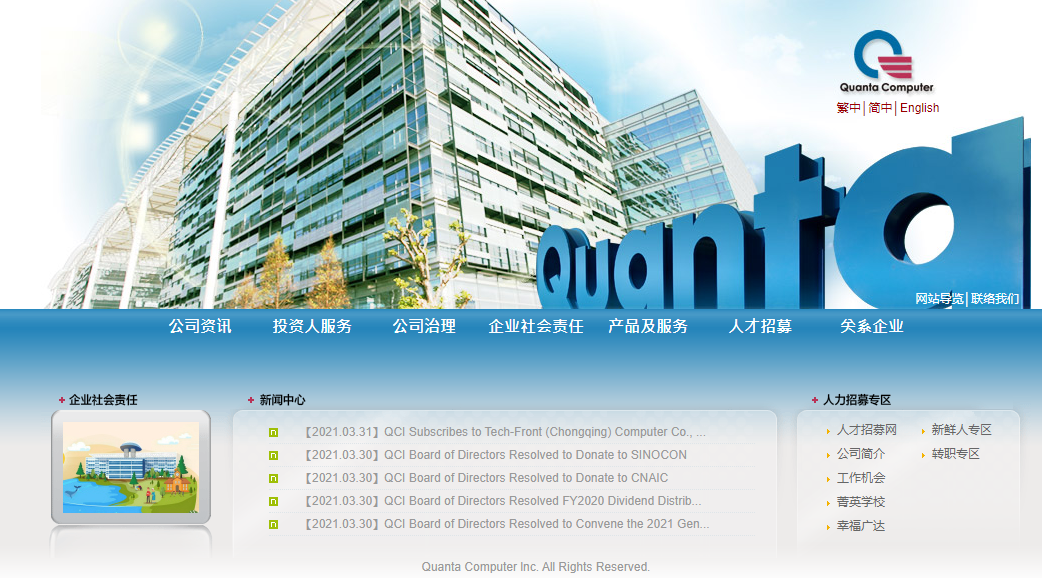 Quanta Computer
繁中│简中│English
Quanta
网站导览│联络我们
公司资讯 投资人服务 公司治理 企业社会责任 产品及服务 人才招募 关系企业
企业社会责任
新闻中心
【2021.03.31】QCI Subscribes to Tech-Front (Chongqing) Computer Co., ...
【2021.03.30】QCI Board of Directors Resolved to Donate to SINOCON
【2021.03.30】QCI Board of Directors Resolved to Donate to CNAIC
【2021.03.30】QCI Board of Directors Resolved FY2020 Dividend Distrib...
【2021.03.30】QCI Board of Directors Resolved to Convene the 2021 Gen...
人力招募专区
人才招募网 新鲜人专区
公司简介 转职专区
工作机会
菁英学校
幸福广达
Quanta Computer Inc. All Rights Reserved.